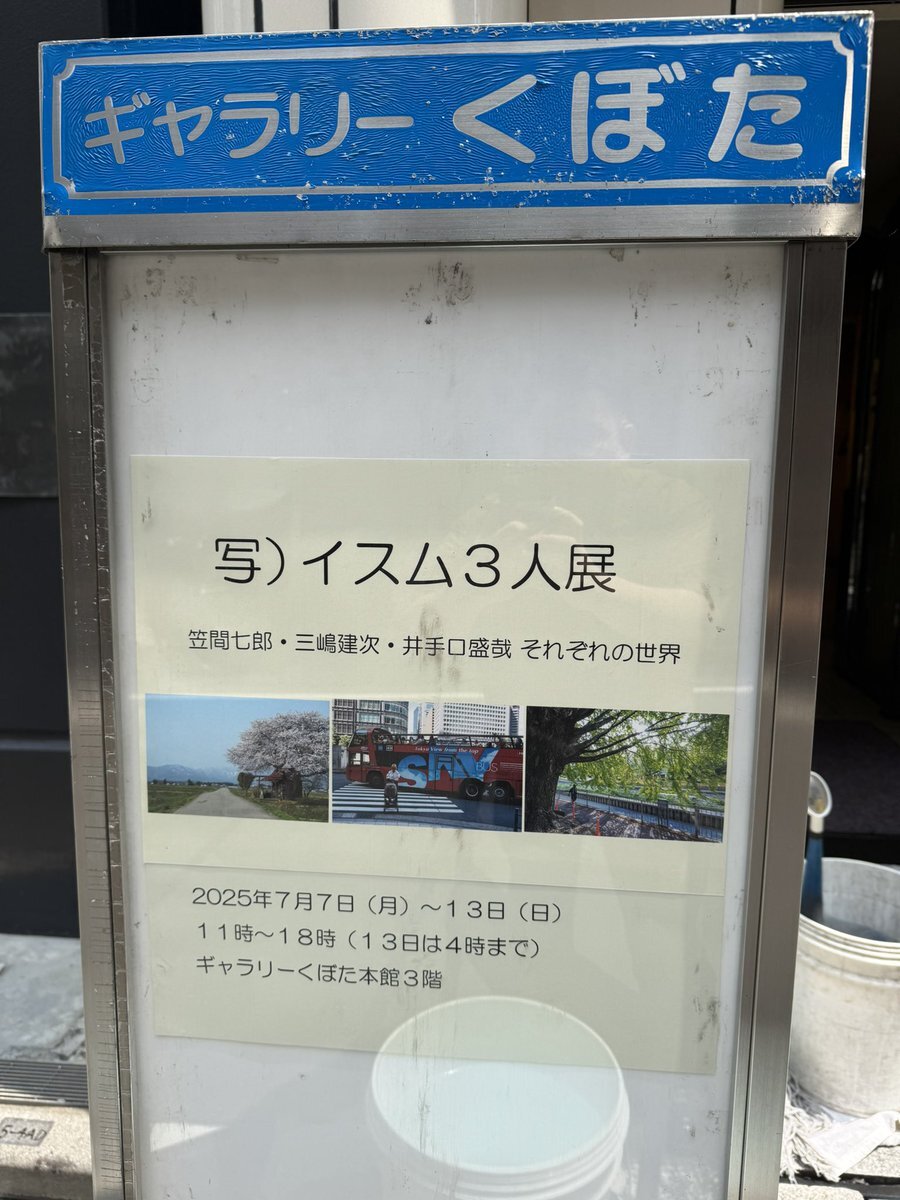 ギャラリー くぼた
写）イスム３人展
笠間七郎・三嶋建次・井手口盛哉 それぞれの世界
Tokyo View from the top
SKY BUS
2025年７月７日（月）～１３日（日）
１１時～１８時（１３日は４時まで）
ギャラリーくぼた本館３階
5-4A